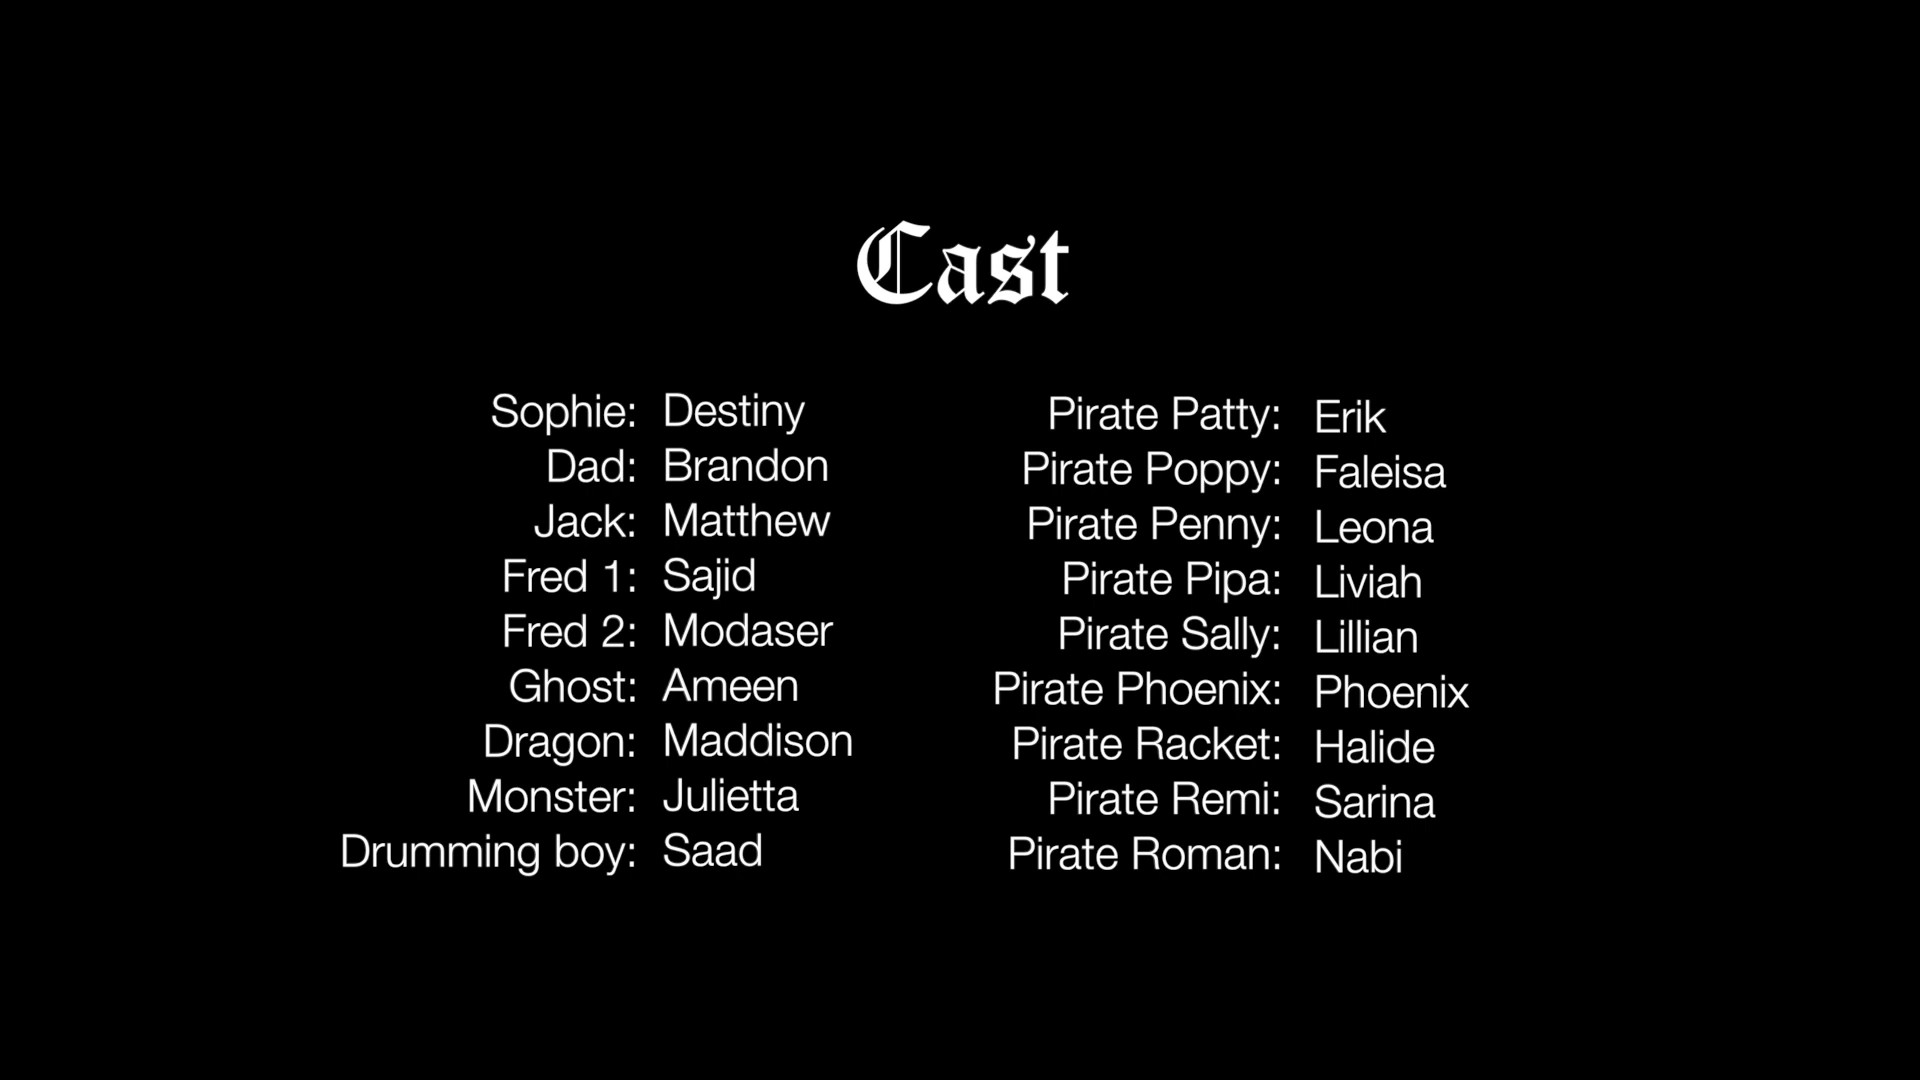 Cast
Sophie: Destiny
Dad: Brandon
Jack: Matthew
Fred 1: Sajid
Fred 2: Modaser
Ghost: Ameen
Dragon: Maddison
Monster: Julietta
Drumming boy: Saad
Pirate Patty: Erik
Pirate Poppy: Faleisa
Pirate Penny: Leona
Pirate Pipa: Liviah
Pirate Sally: Lillian
Pirate Phoenix: Phoenix
Pirate Racket: Halide
Pirate Remi: Sarina
Pirate Roman: Nabi